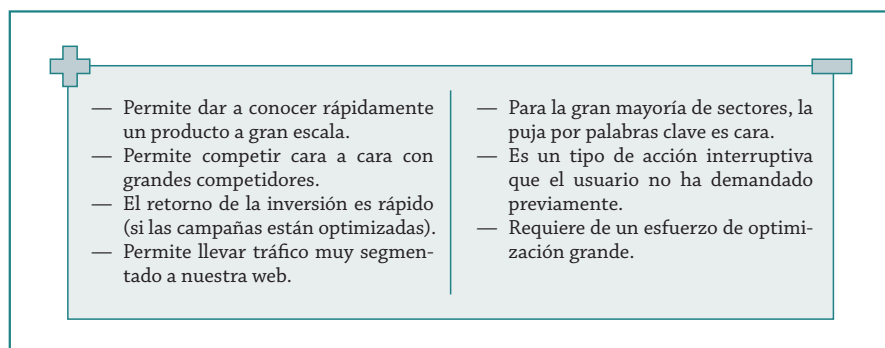 — Permite dar a conocer rápidamente
un producto a gran escala.
— Permite competir cara a cara con
grandes competidores.
— El retorno de la inversión es rápido
(si las campañas están optimizadas).
— Permite llevar tráfico muy segmen-
tado a nuestra web.
— Para la gran mayoría de sectores, la
puja por palabras clave es cara.
— Es un tipo de acción interruptiva
que el usuario no ha demandado
previamente.
— Requiere de un esfuerzo de optimi-
zación grande.